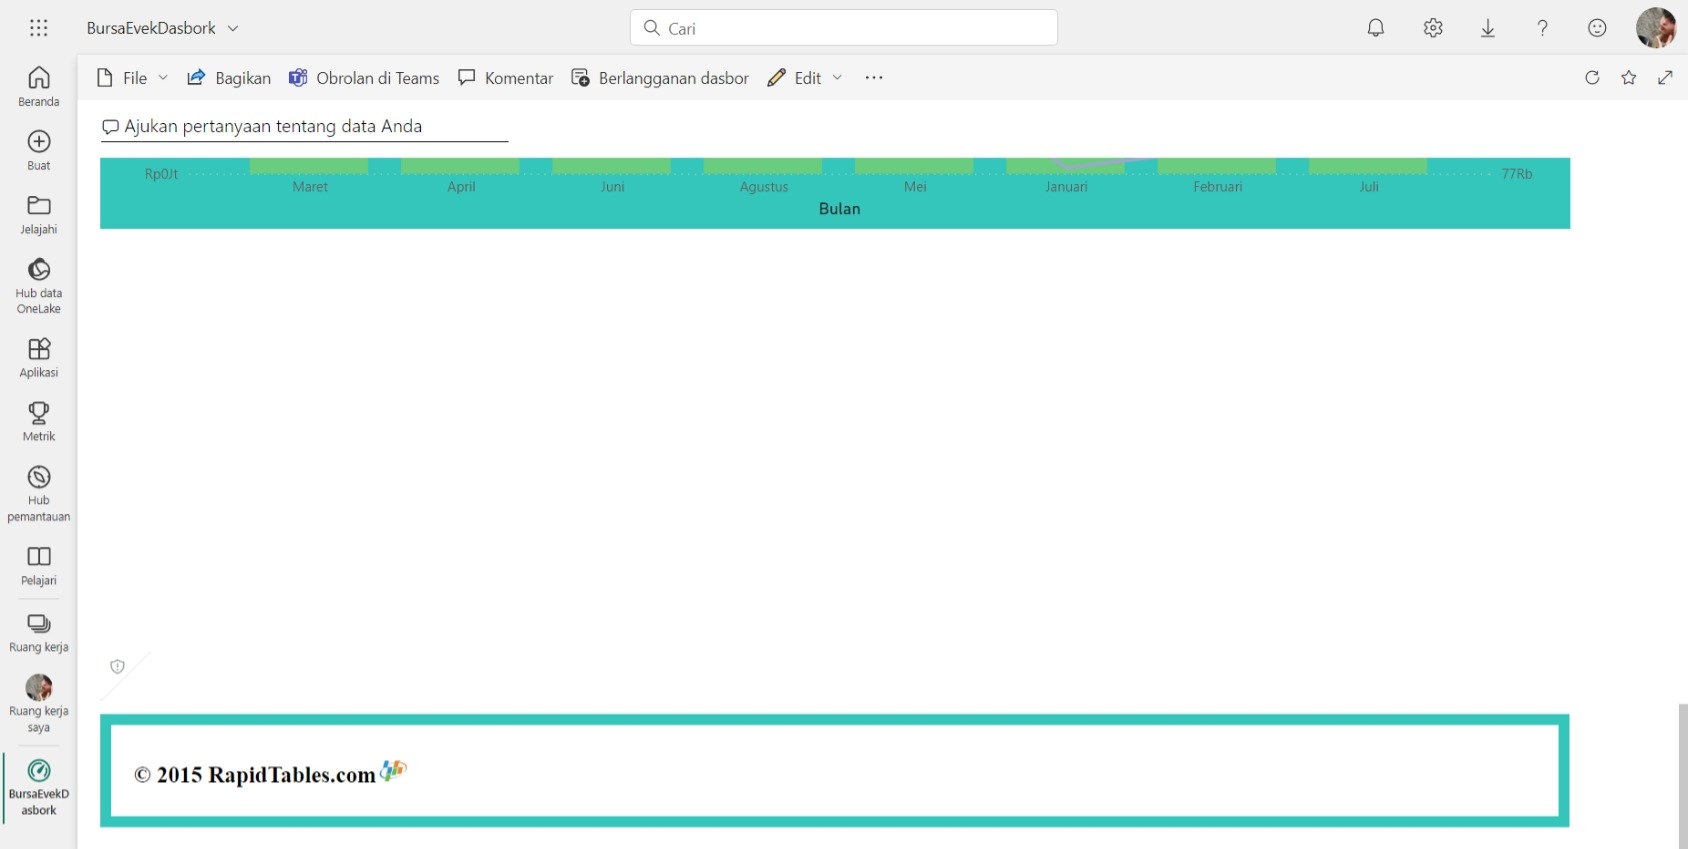 BursaEvekDasbork
Cari
File
Bagikan
Obrolan di Teams
Komentar
Berlangganan dasbor
Edit
Beranda
Buat
Jelajahi
Hub data
OneLake
Aplikasi
Metrik
Hub
pemantauan
Pelajari
Ruang kerja
Ruang kerja
saya
BursaEvekD
asbork
Ajukan pertanyaan tentang data Anda
Rp0Jt
77Rb
Maret April Juni Agustus Mei Januari Februari Juli
Bulan
© 2015 RapidTables.com